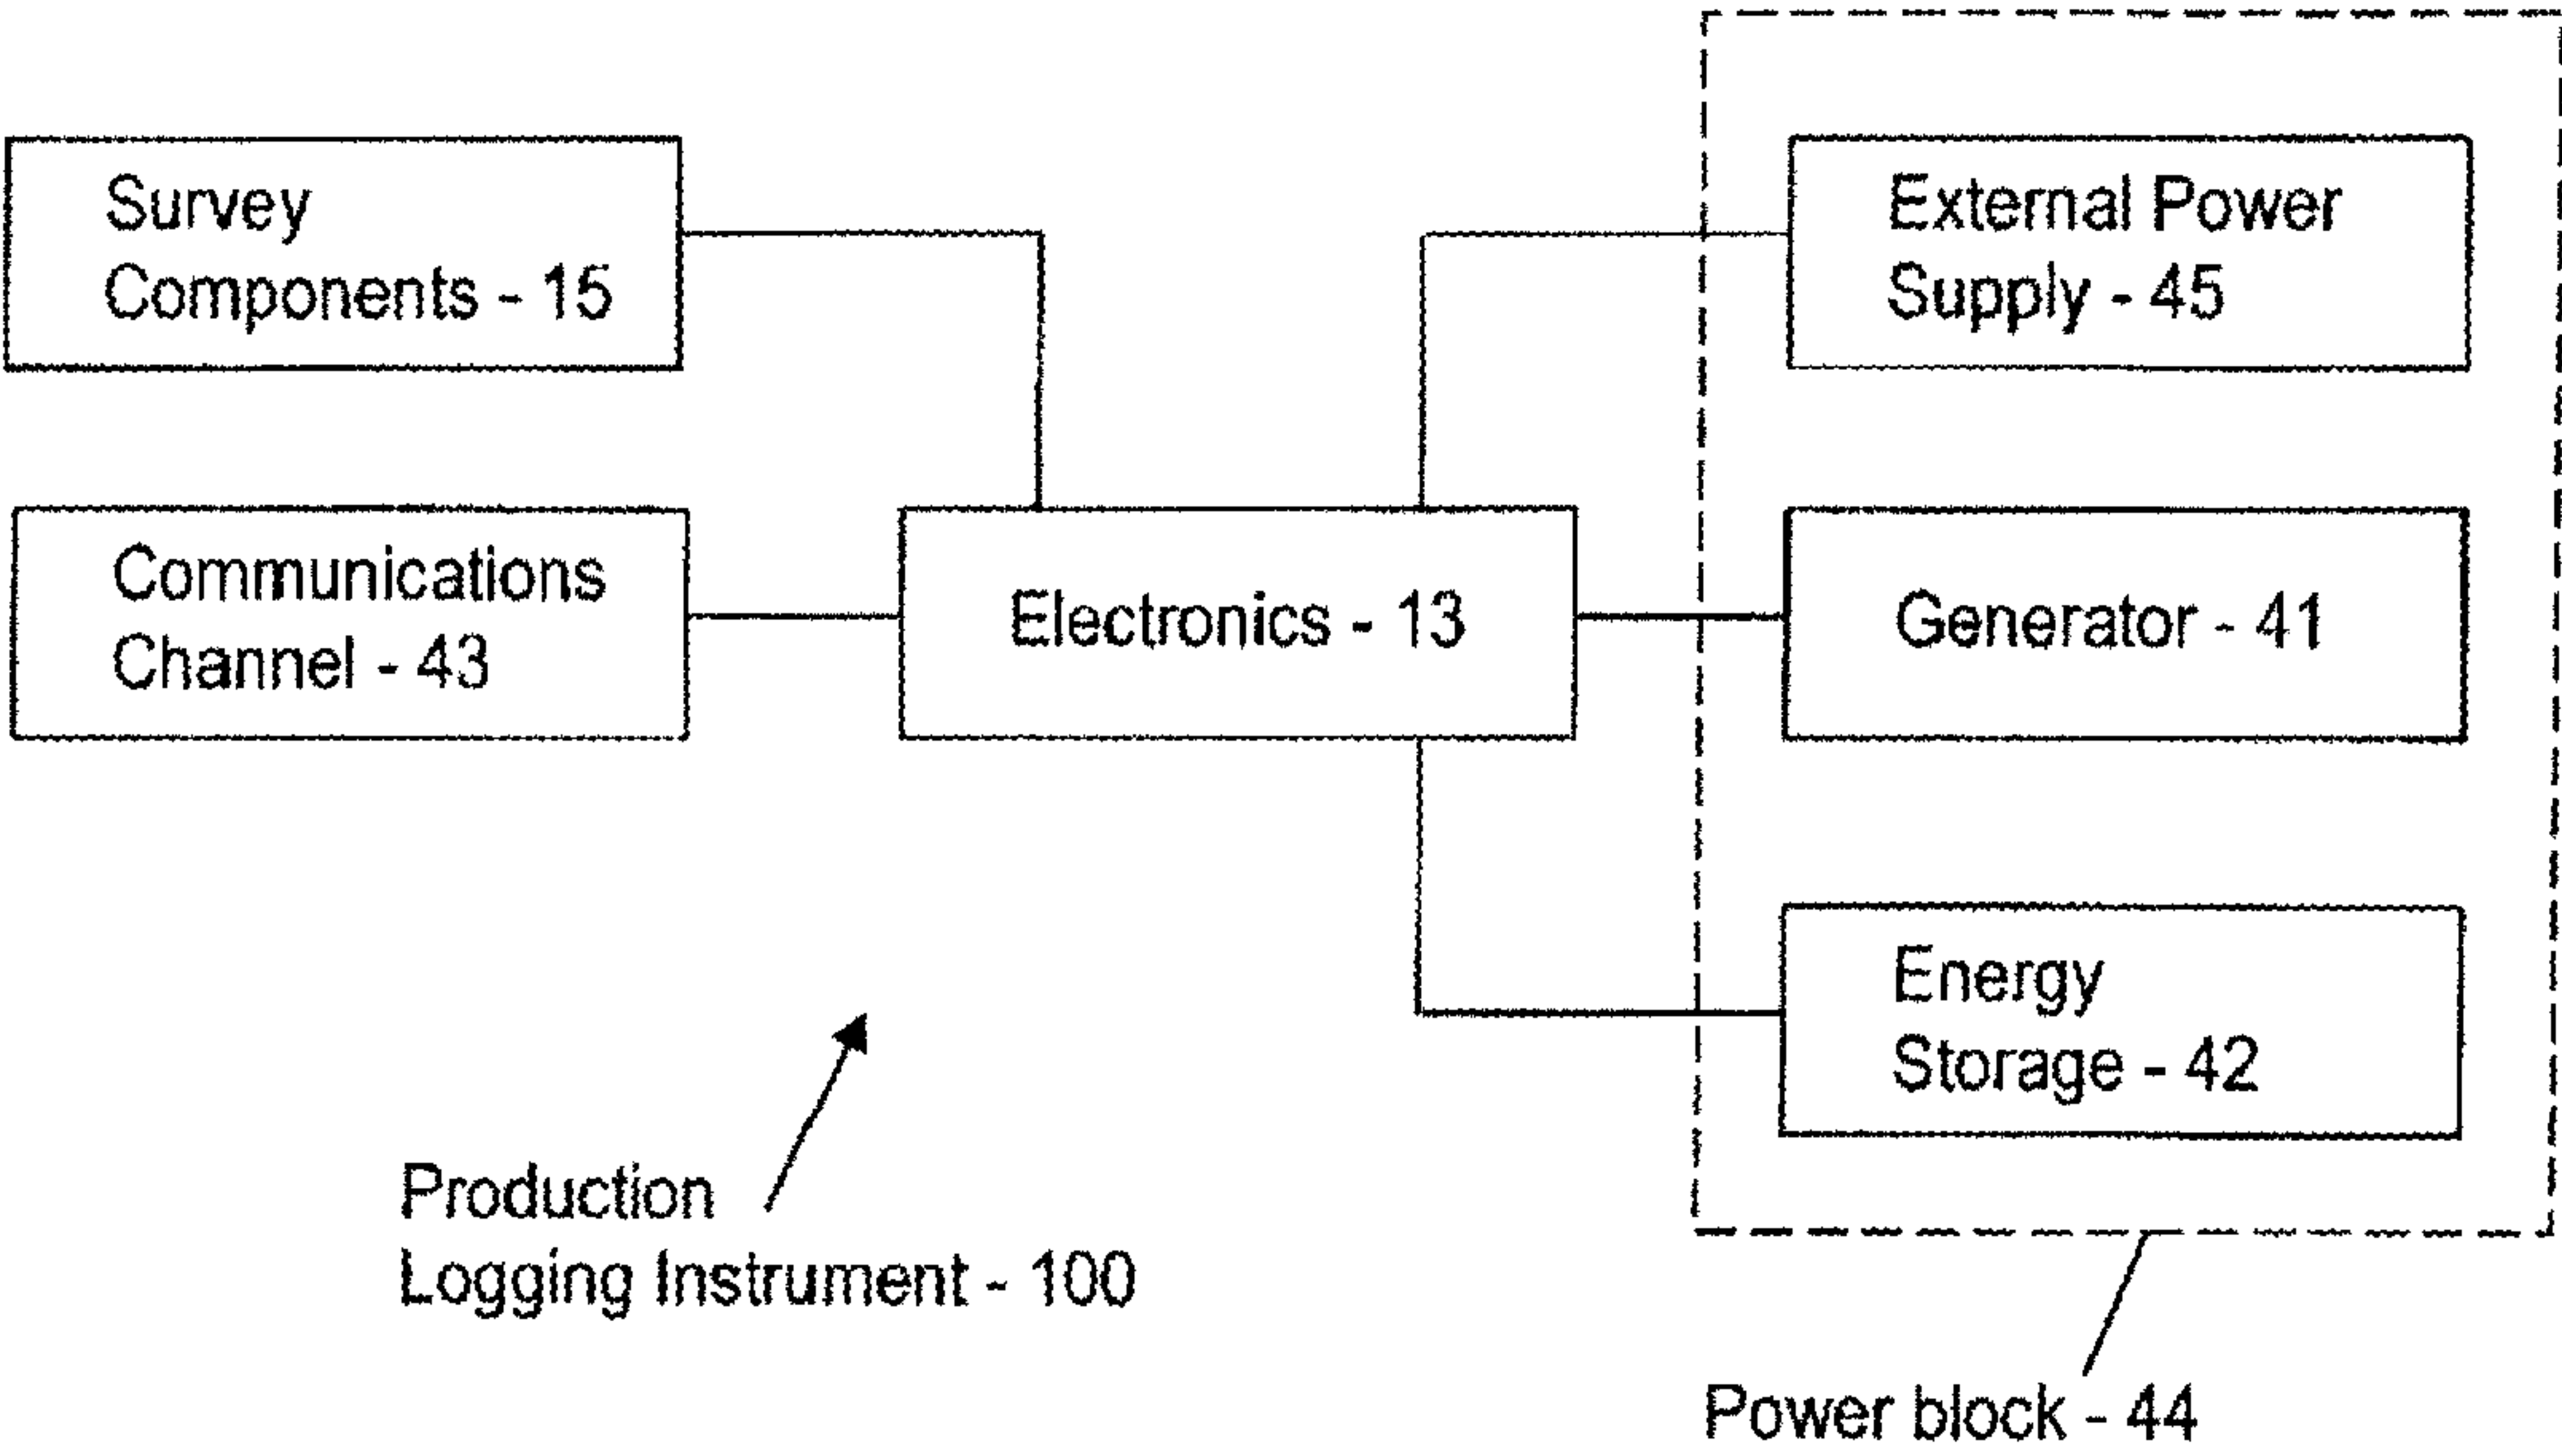 Survey
Components - 15
External Power
Supply - 45
Communications
Channel - 43
Electronics - 13
Generator - 41
Energy
Storage - 42
Production
Logging Instrument - 100
Power block - 44